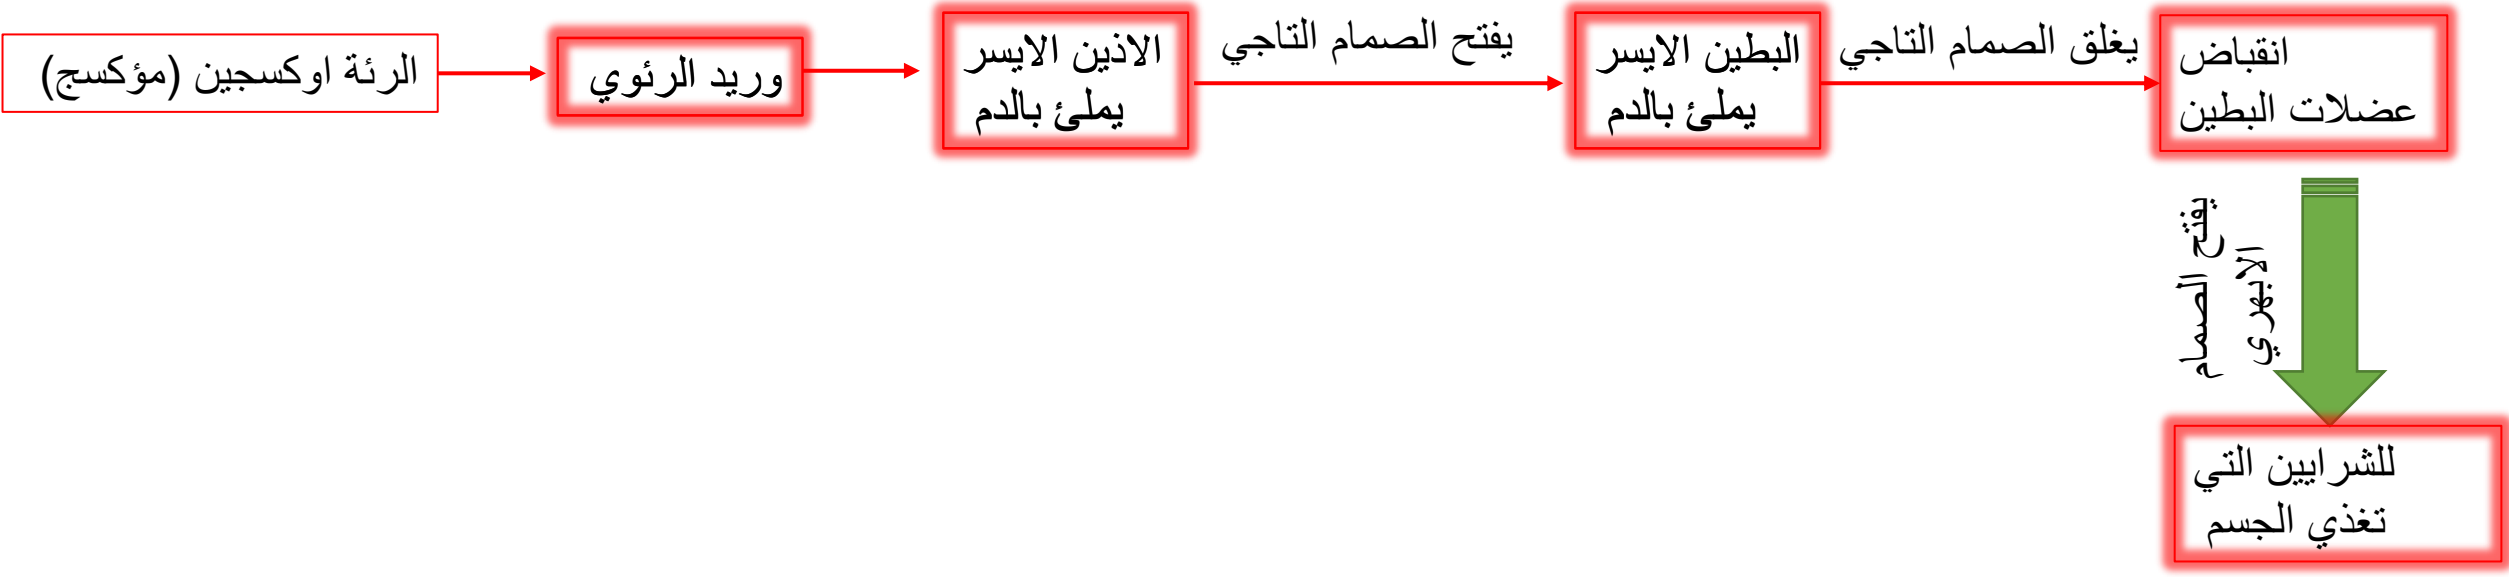 الرئة اوكسجين (مؤكسج)
وريد الرئوي
الاذين الايسر
يملئ بالدم
يفتح الصمام التاجي
البطين الايسر
يملئ بالدم
يغلق الصمام التاجي
انقباض
عضلات البطين
يفتح الصمام
الابهري
للشرايين التي
تغذي الجسم